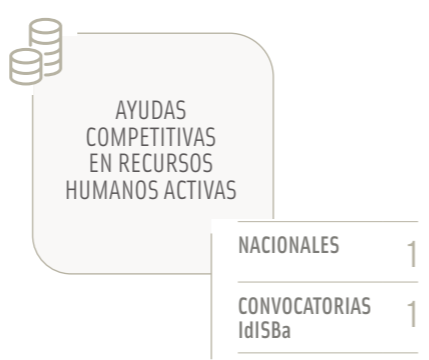 AYUDAS
COMPETITIVAS
EN RECURSOS
HUMANOS ACTIVAS
NACIONALES 1
CONVOCATORIAS 1
IdISBa